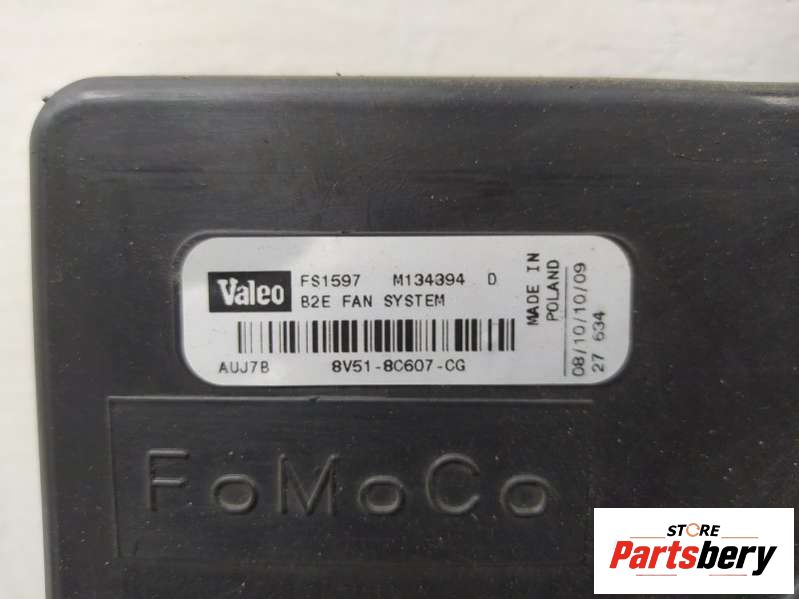 Valeo
FS1597 M134394 D
B2E FAN SYSTEM
AUJ7B 8V51-8C607-CG
MADE IN
POLAND
08/10/10/09
27 634
FoMoCo
STORE
Partsbery